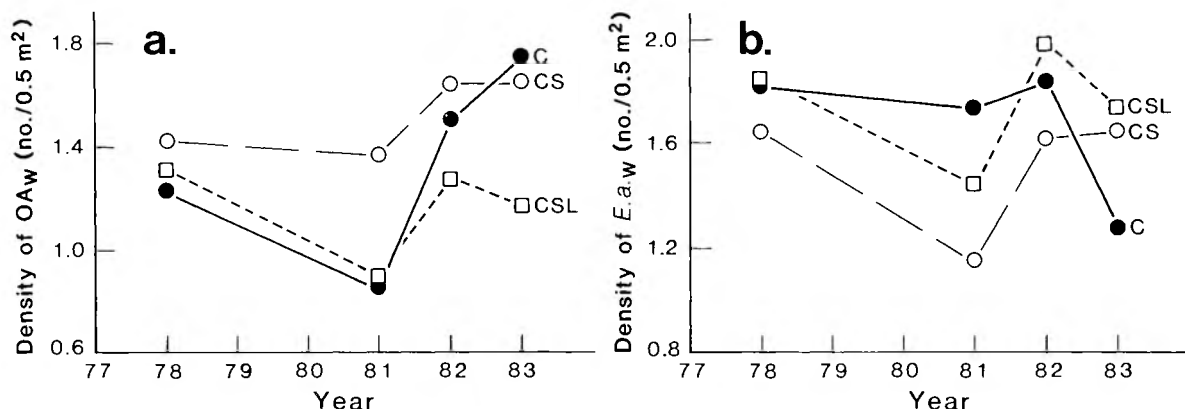 a.
Density of OAw (no./0.5 m²)
1.8
1.4
1.0
0.6
C
CS
CSL
77 78 79 80 81 82 83
Year
b.
Density of E.a.w (no./0.5 m²)
2.0
1.6
1.2
0.8
CSL
CS
C
77 78 79 80 81 82 83
Year